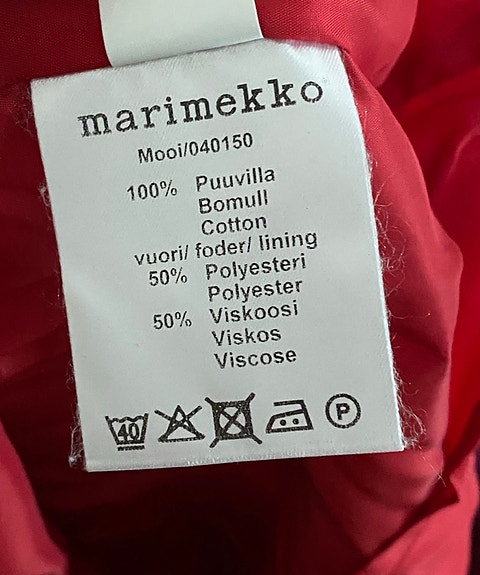 marimekko
Mooi/040150
100% Puuvilla
Bomull
Cotton
vuori/ foder/ lining
50% Polyesteri
Polyester
50% Viskoosi
Viskos
Viscose
40 P